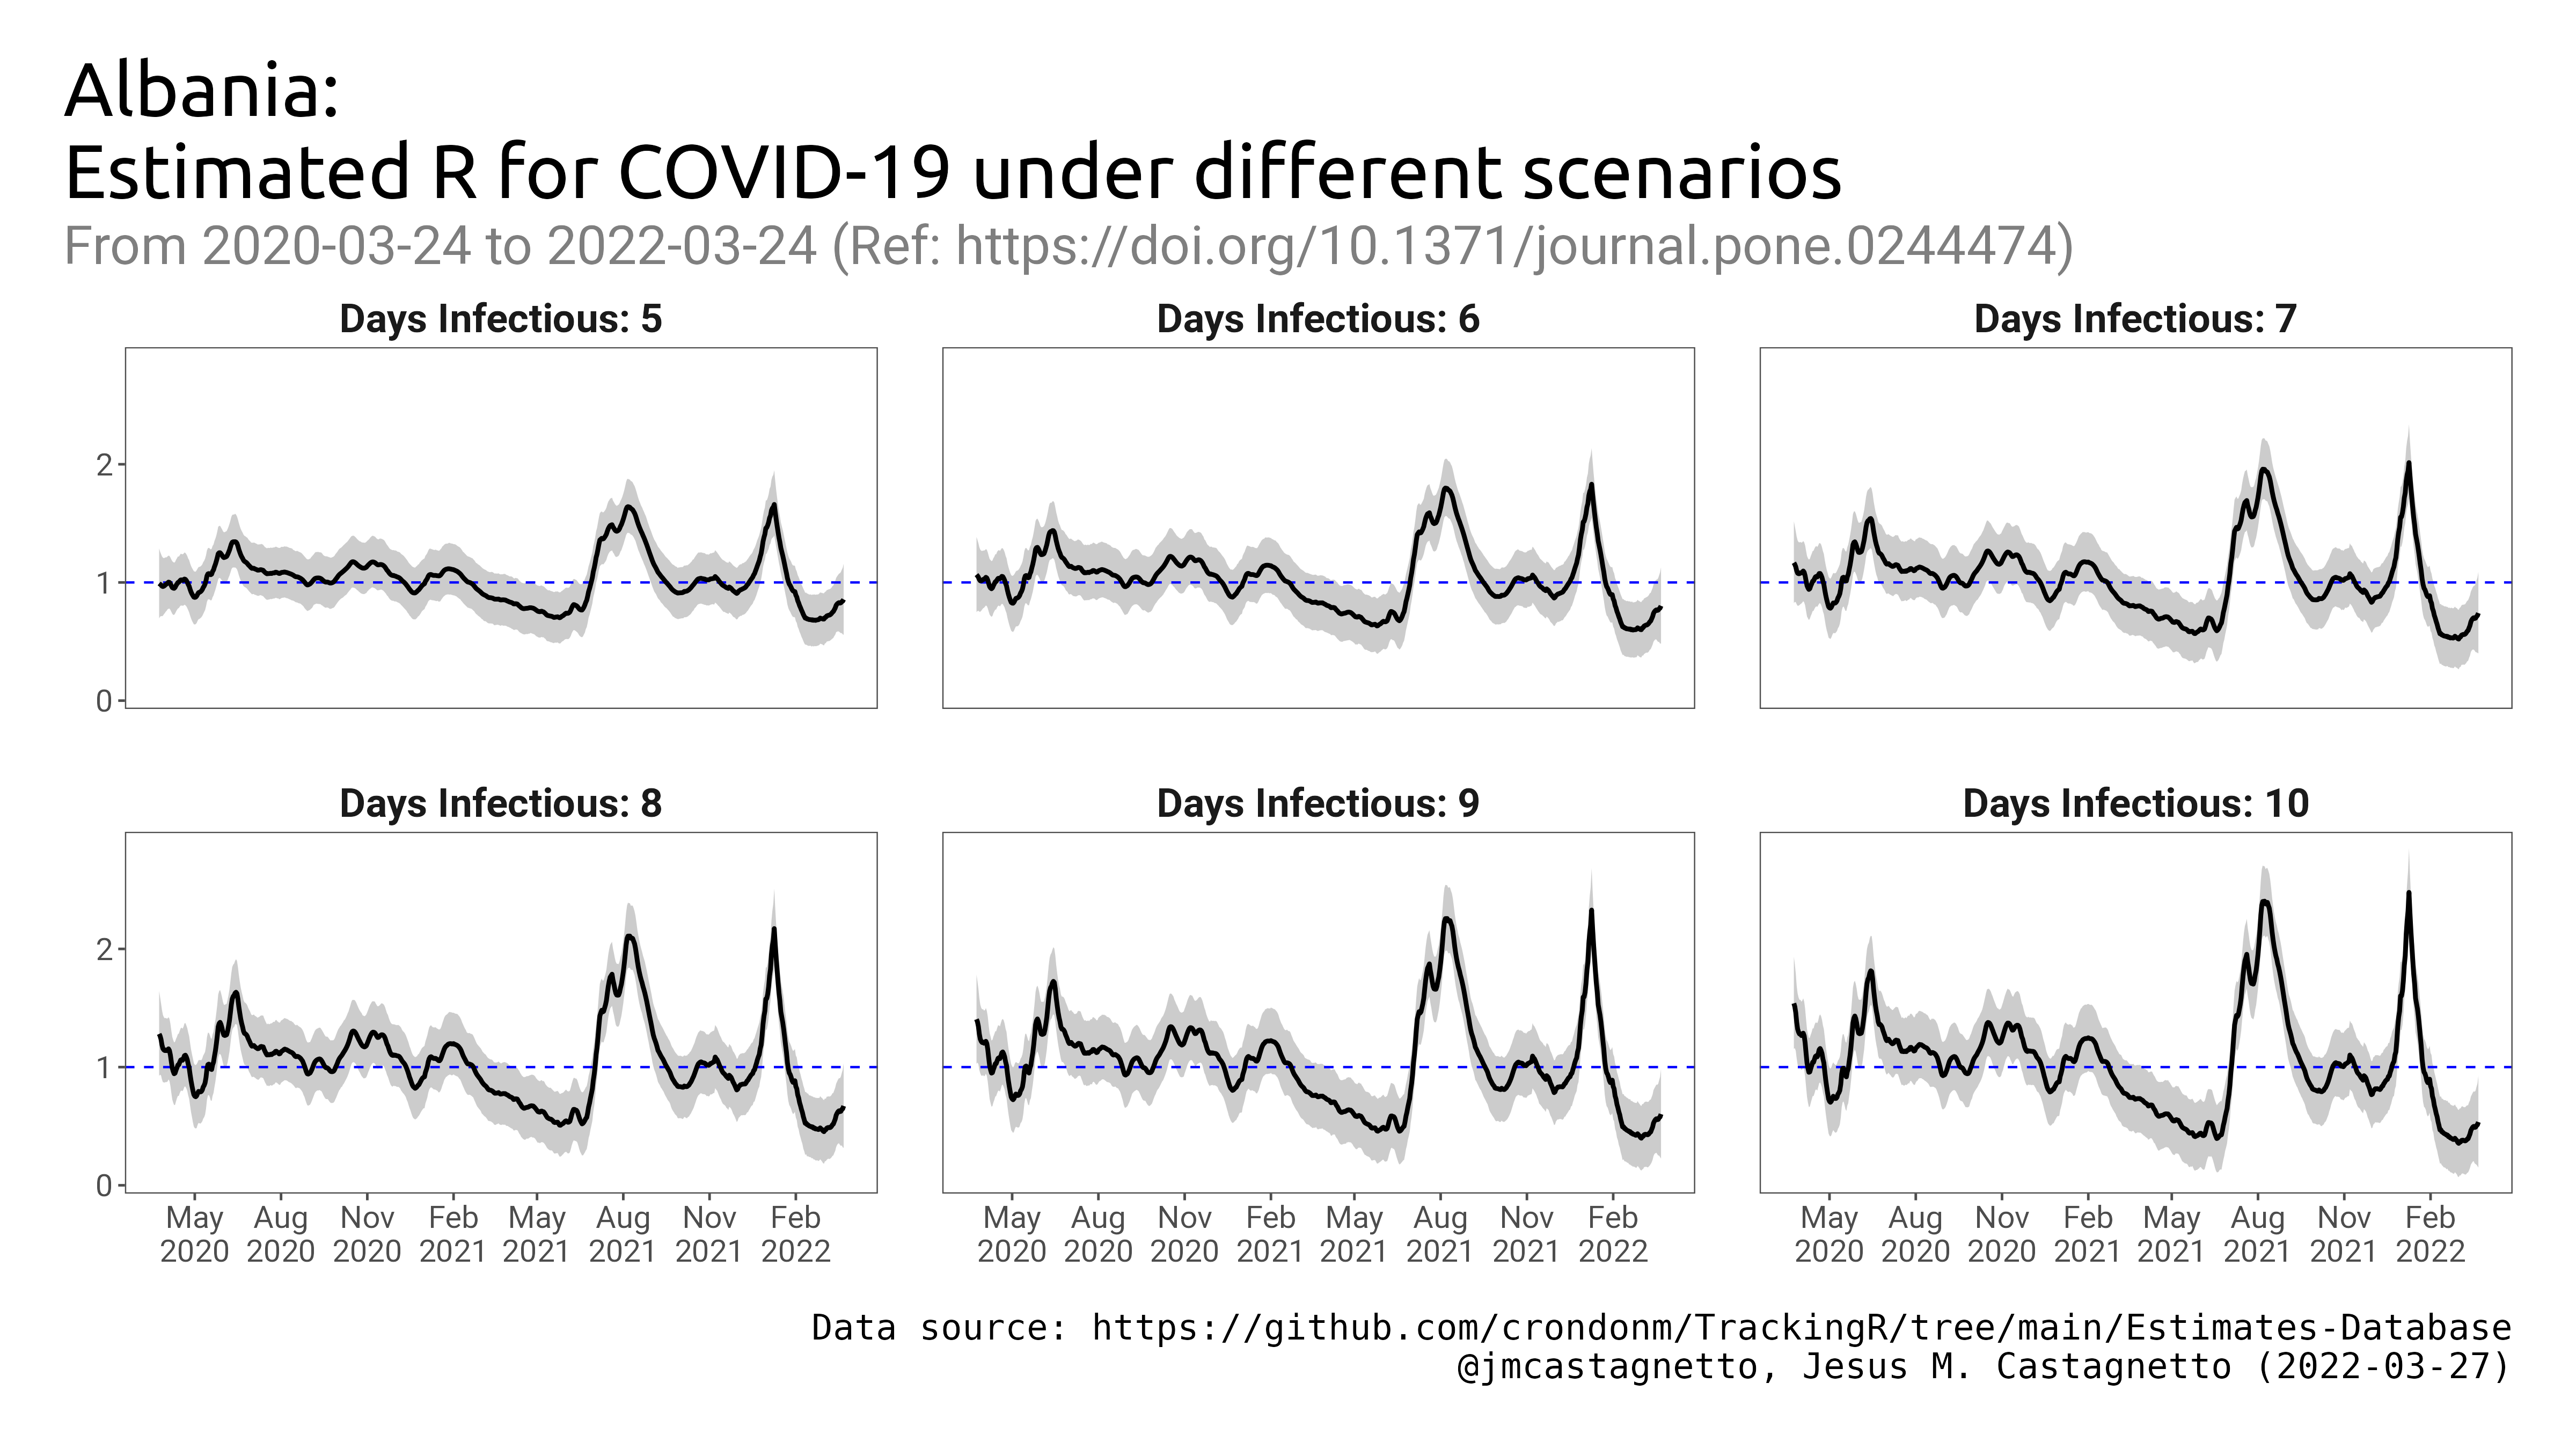 Albania:
Estimated R for COVID-19 under different scenarios
From 2020-03-24 to 2022-03-24 (Ref: https://doi.org/10.1371/journal.pone.0244474)
Days Infectious: 5
Days Infectious: 6
Days Infectious: 7
2
1
0
Days Infectious: 8
Days Infectious: 9
Days Infectious: 10
2
1
0
May Aug Nov Feb May Aug Nov Feb
2020 2020 2020 2021 2021 2021 2021 2022
May Aug Nov Feb May Aug Nov Feb
2020 2020 2020 2021 2021 2021 2021 2022
May Aug Nov Feb May Aug Nov Feb
2020 2020 2020 2021 2021 2021 2021 2022
Data source: https://github.com/crondonm/TrackingR/tree/main/Estimates-Database
@jmcastagnetto, Jesus M. Castagnetto (2022-03-27)